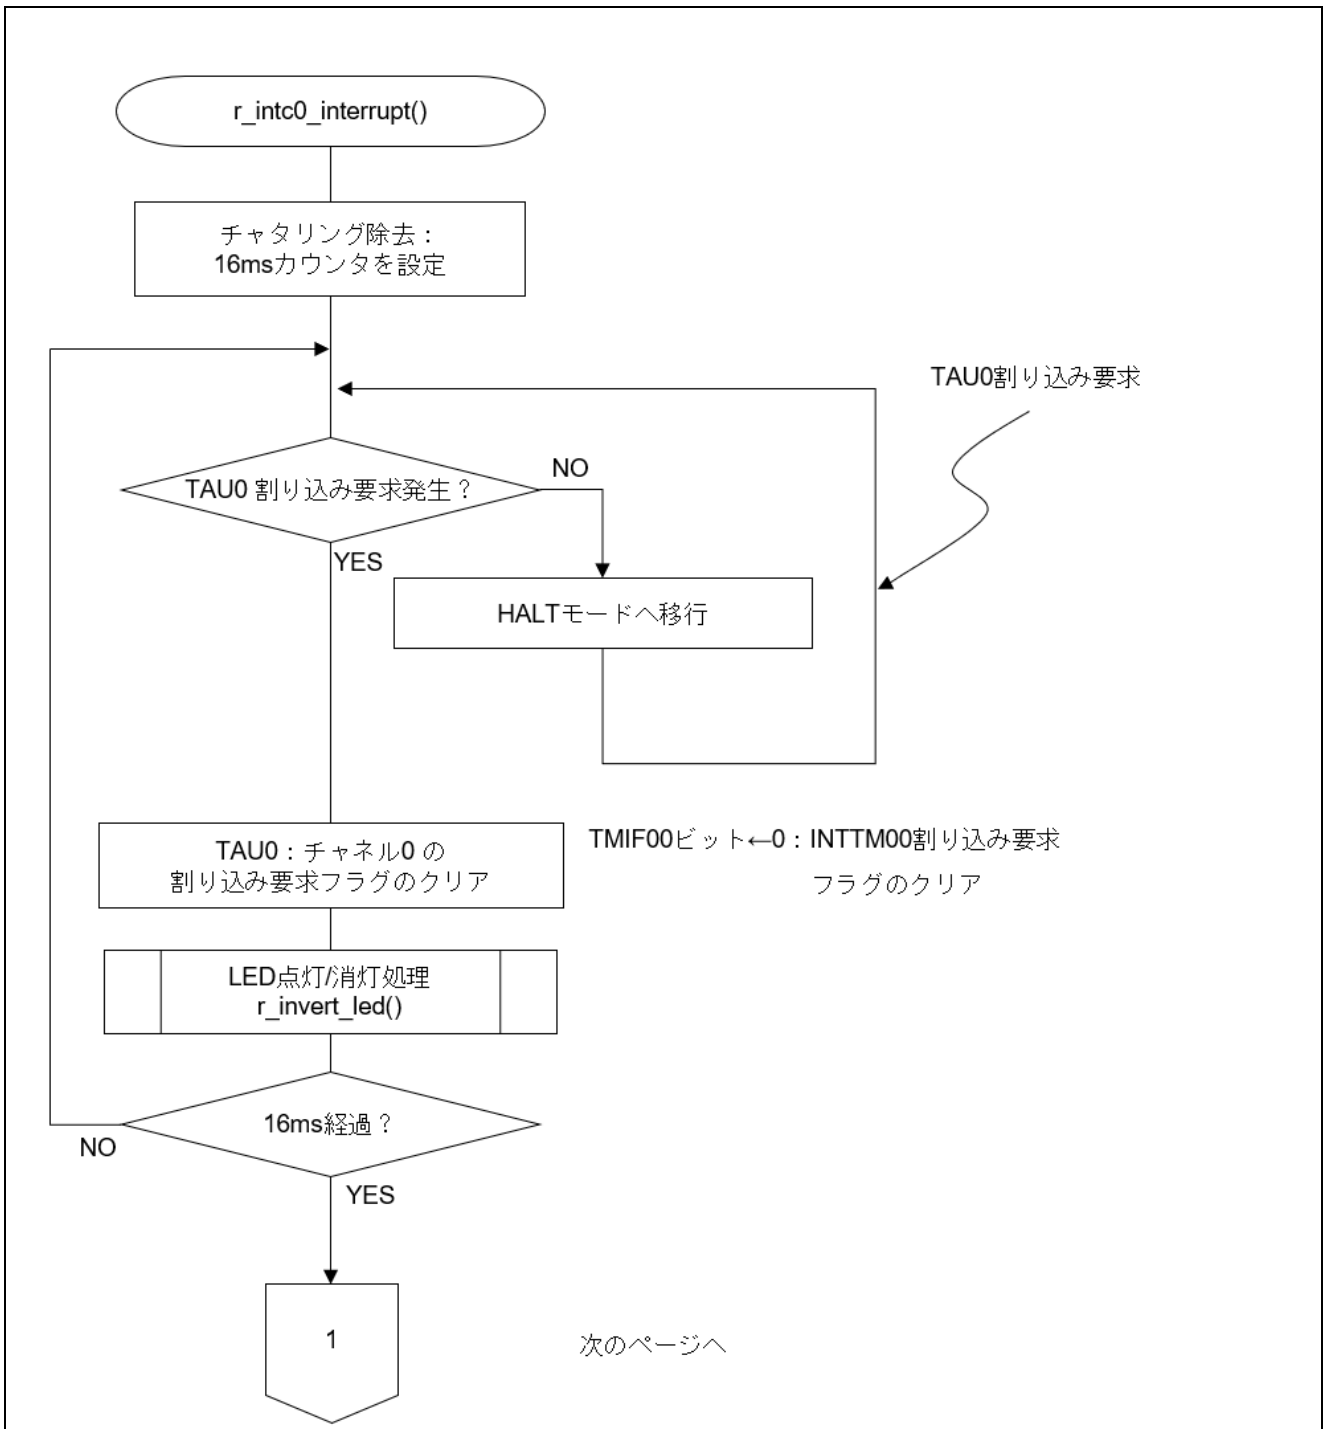 r_intc0_interrupt()
チャタリング除去：
16msカウンタを設定
TAU0割り込み要求
TAU0 割り込み要求発生？
NO
YES
HALTモードへ移行
TAU0：チャネル0 の
割り込み要求フラグのクリア
TMIF00ビット←0：INTTM00割り込み要求
フラグのクリア
LED点灯/消灯処理
r_invert_led()
16ms経過？
NO
YES
1
次のページへ